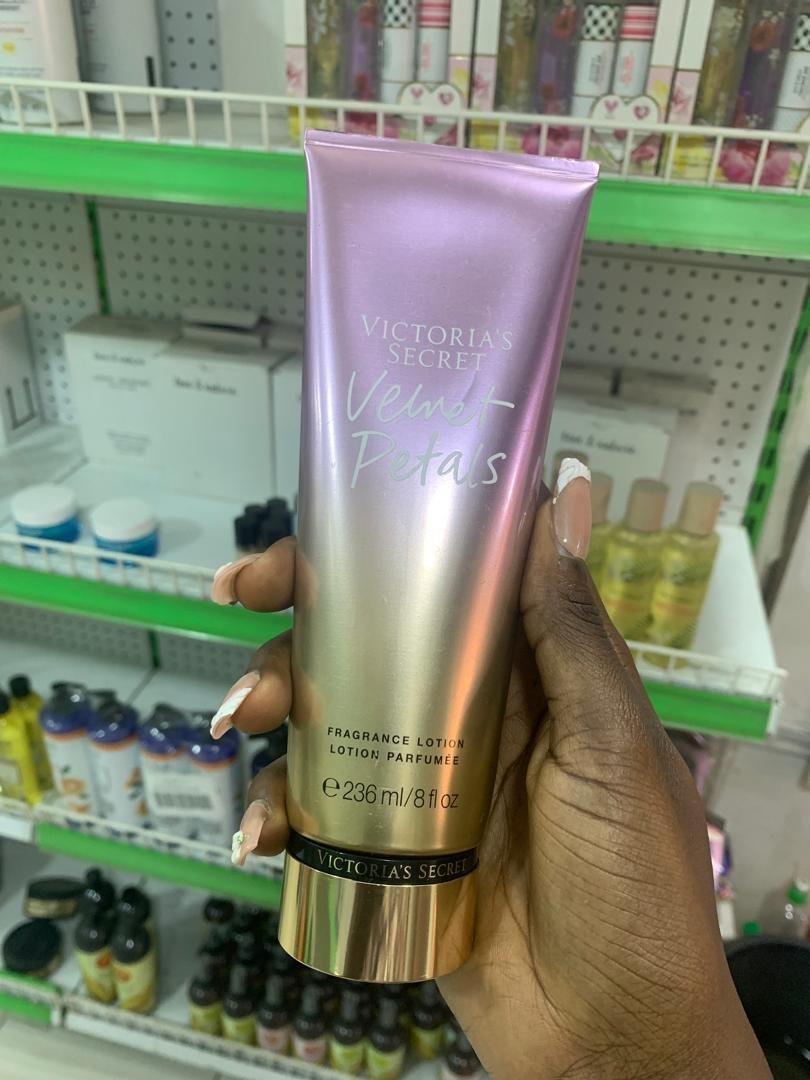 VICTORIA'S
SECRET
Velvet
Petals
FRAGRANCE LOTION
LOTION PARFUMÉE
℮ 236 ml/8 fl oz
VICTORIA'S SECRET